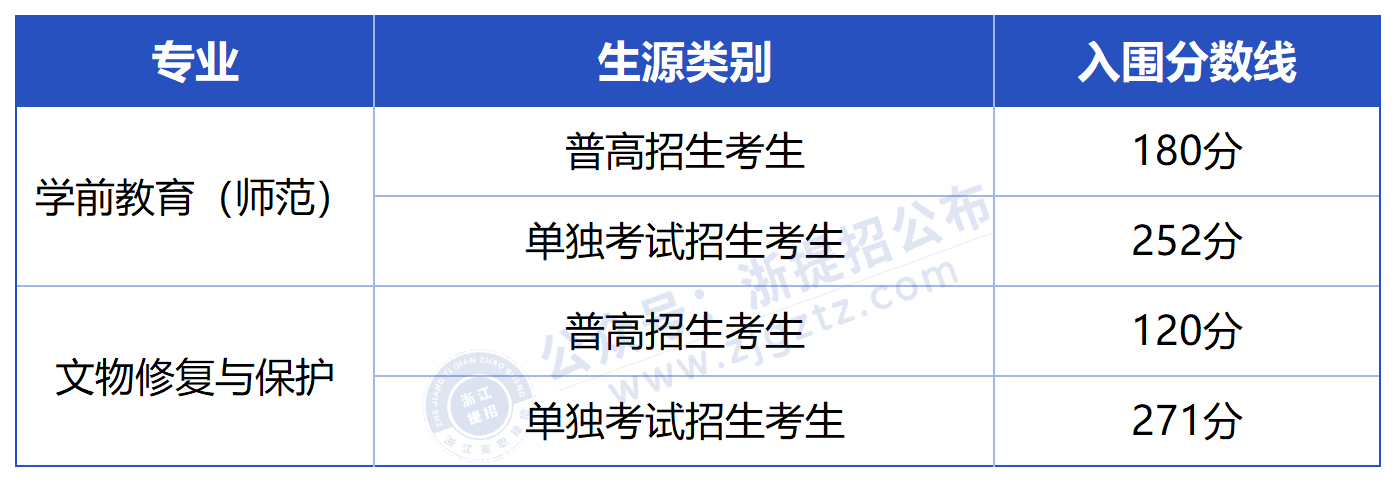 专业 生源类别 入围分数线
学前教育（师范） 普高招生考生 180分
单独考试招生考生 252分
文物修复与保护 普高招生考生 120分
单独考试招生考生 271分
公众号：浙提招公布
www.zjgztz.com
浙江
提招